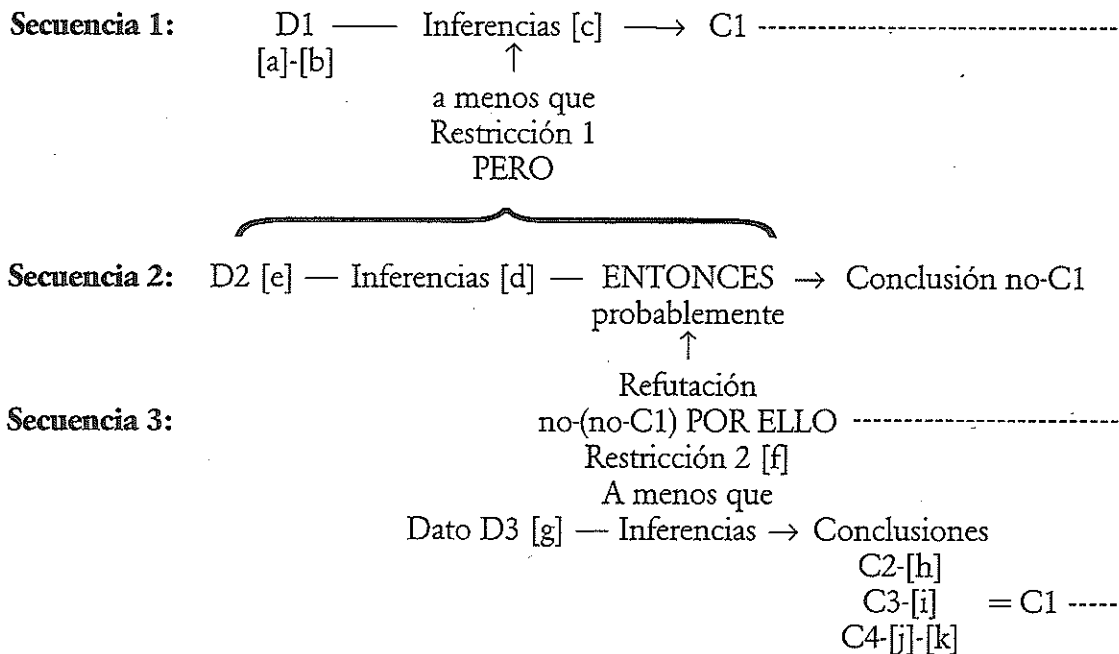 Secuencia 1: D1 —— Inferencias [c] ⟶ C1 ----------------
[a]-[b] ↑
a menos que
Restricción 1
PERO
Secuencia 2: D2 [e] — Inferencias [d] — ENTONCES → Conclusión no-C1
probablemente
↑
Refutación
Secuencia 3: no-(no-C1) POR ELLO ----------------
Restricción 2 [f]
A menos que
Dato D3 [g] — Inferencias → Conclusiones
C2-[h]
C3-[i] = C1 -----
C4-[j]-[k]